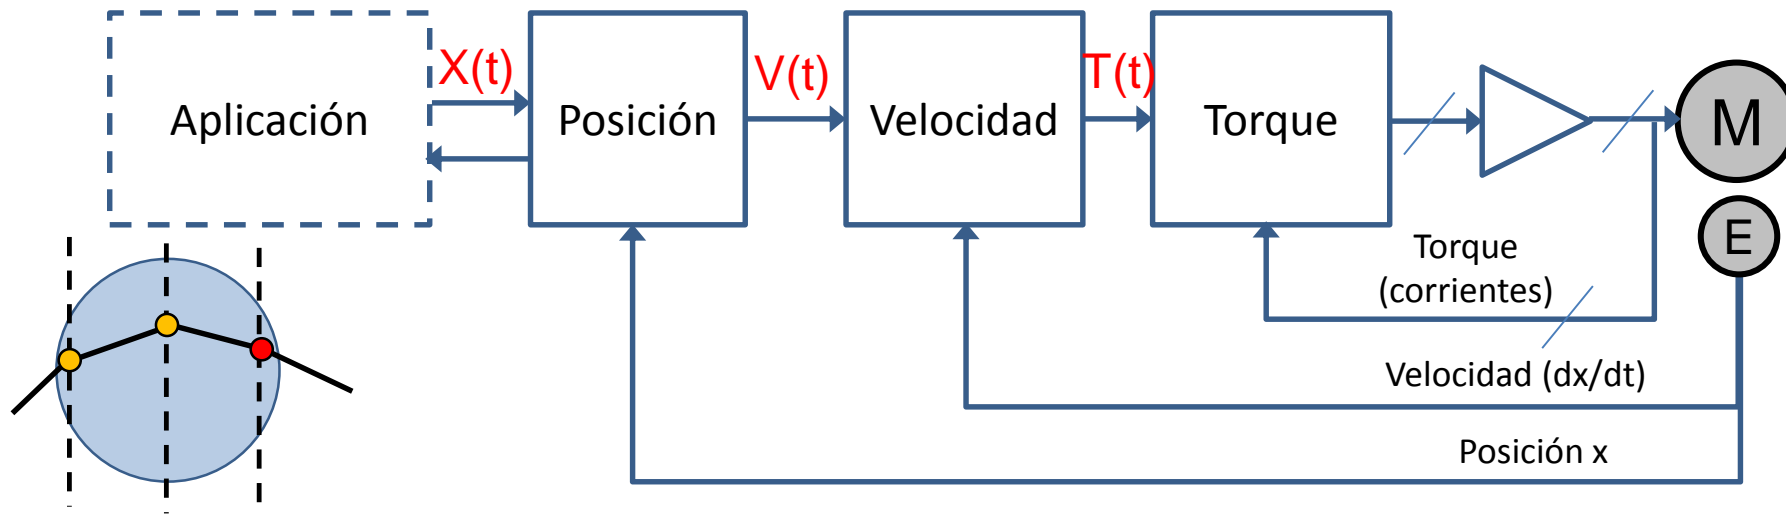 Aplicación
X(t)
Posición
V(t)
Velocidad
T(t)
Torque
M
E
Torque
(corrientes)
Velocidad (dx/dt)
Posición x